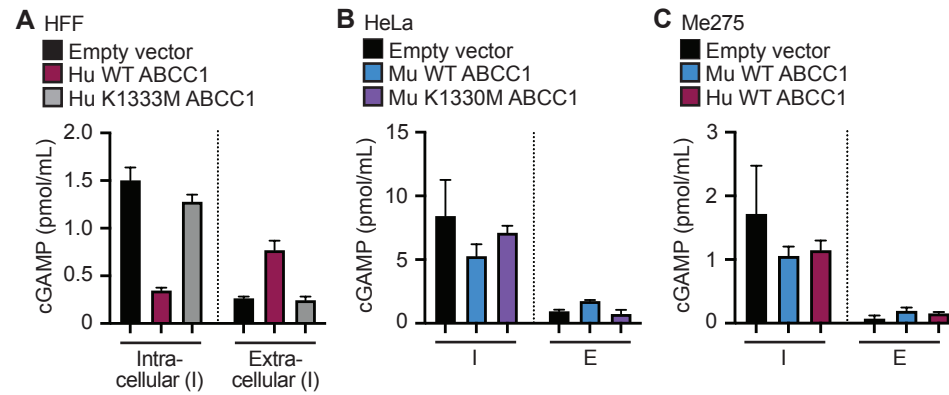 A HFF
Empty vector
Hu WT ABCC1
Hu K1333M ABCC1
cGAMP (pmol/mL)
2.0
1.5
1.0
0.5
0
Intra-
cellular (I)
Extra-
cellular (I)
B HeLa
Empty vector
Mu WT ABCC1
Mu K1330M ABCC1
cGAMP (pmol/mL)
15
10
5
0
I
E
C Me275
Empty vector
Mu WT ABCC1
Hu WT ABCC1
cGAMP (pmol/mL)
3
2
1
0
I
E